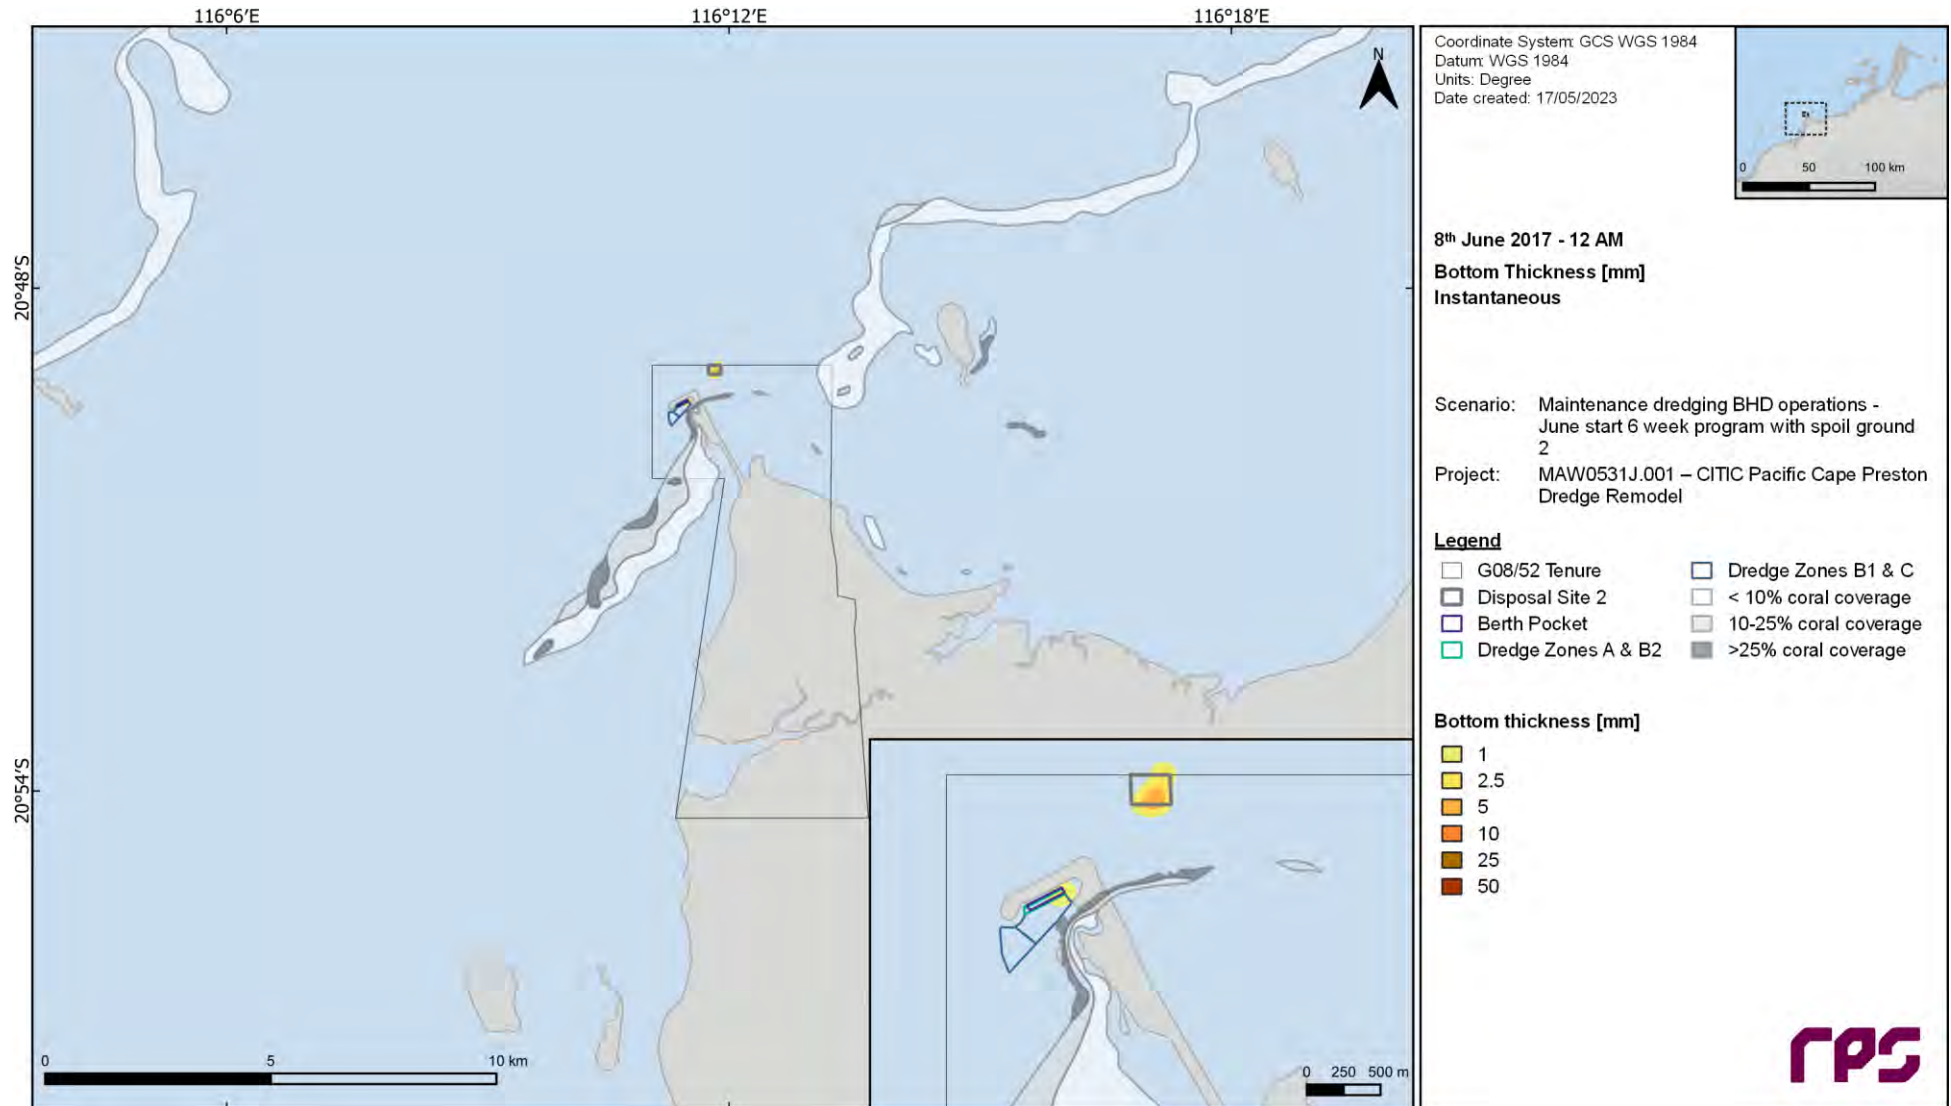 116°6'E
116°12'E
116°18'E
20°48'S
20°54'S
N
0 5 10 km
0 250 500 m
Coordinate System: GCS WGS 1984
Datum: WGS 1984
Units: Degree
Date created: 17/05/2023
0 50 100 km
8th June 2017 - 12 AM
Bottom Thickness [mm]
Instantaneous
Scenario: Maintenance dredging BHD operations -
June start 6 week program with spoil ground
2
Project: MAW0531J.001 – CITIC Pacific Cape Preston
Dredge Remodel
Legend
G08/52 Tenure
Disposal Site 2
Berth Pocket
Dredge Zones A & B2
Dredge Zones B1 & C
< 10% coral coverage
10-25% coral coverage
>25% coral coverage
Bottom thickness [mm]
1
2.5
5
10
25
50
rps